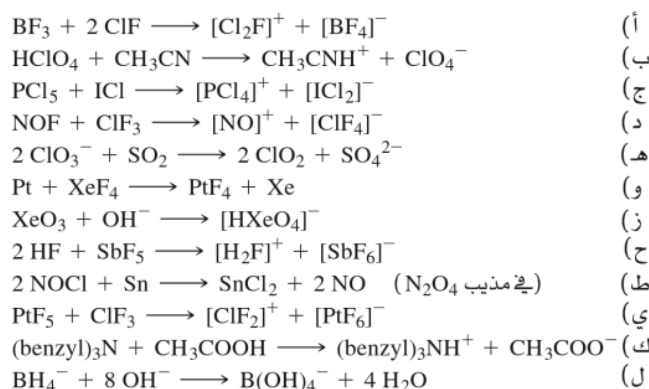 أ) BF₃ + 2 ClF ⟶ [Cl₂F]⁺ + [BF₄]⁻
ب) HClO₄ + CH₃CN ⟶ CH₃CNH⁺ + ClO₄⁻
ج) PCl₅ + ICl ⟶ [PCl₄]⁺ + [ICl₂]⁻
د) NOF + ClF₃ ⟶ [NO]⁺ + [ClF₄]⁻
هـ) 2 ClO₃⁻ + SO₂ ⟶ 2 ClO₂ + SO₄²⁻
و) Pt + XeF₄ ⟶ PtF₄ + Xe
ز) XeO₃ + OH⁻ ⟶ [HXeO₄]⁻
ح) 2 HF + SbF₅ ⟶ [H₂F]⁺ + [SbF₆]⁻
ط) 2 NOCl + Sn ⟶ SnCl₂ + 2 NO (في مذيب N₂O₄)
ي) PtF₅ + ClF₃ ⟶ [ClF₂]⁺ + [PtF₆]⁻
ك) (benzyl)₃N + CH₃COOH ⟶ (benzyl)₃NH⁺ + CH₃COO⁻
ل) BH₄⁻ + 8 OH⁻ ⟶ B(OH)₄⁻ + 4 H₂O